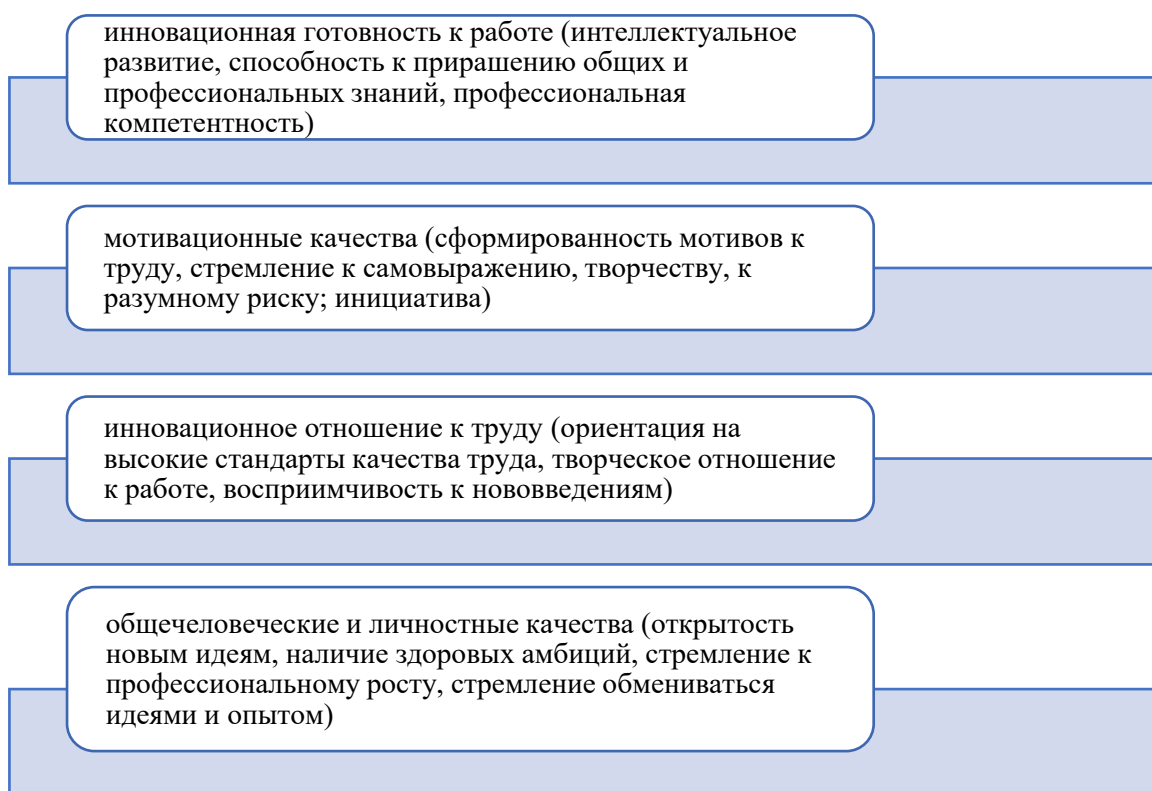 инновационная готовность к работе (интеллектуальное
развитие, способность к прирашению общих и
профессиональных знаний, профессиональная
компетентность)
мотивационные качества (сформированность мотивов к
труду, стремление к самовыражению, творчеству, к
разумному риску; инициатива)
инновационное отношение к труду (ориентация на
высокие стандарты качества труда, творческое отношение
к работе, восприимчивость к нововведениям)
общечеловеческие и личностные качества (открытость
новым идеям, наличие здоровых амбиций, стремление к
профессиональному росту, стремление обмениваться
идеями и опытом)